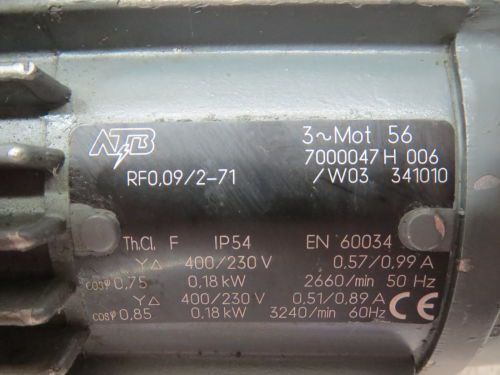 ATB
3~Mot 56
7000047 H 006
RF0,09/2-71
/W03 341010
Th.Cl. F IP54 EN 60034
Y△ 400/230 V 0,57/0,99 A
cosφ 0,75 0,18 kW 2660/min 50 Hz
Y△ 400/230 V 0,51/0,89 A
cosφ 0,85 0,18 kW 3240/min 60Hz CE